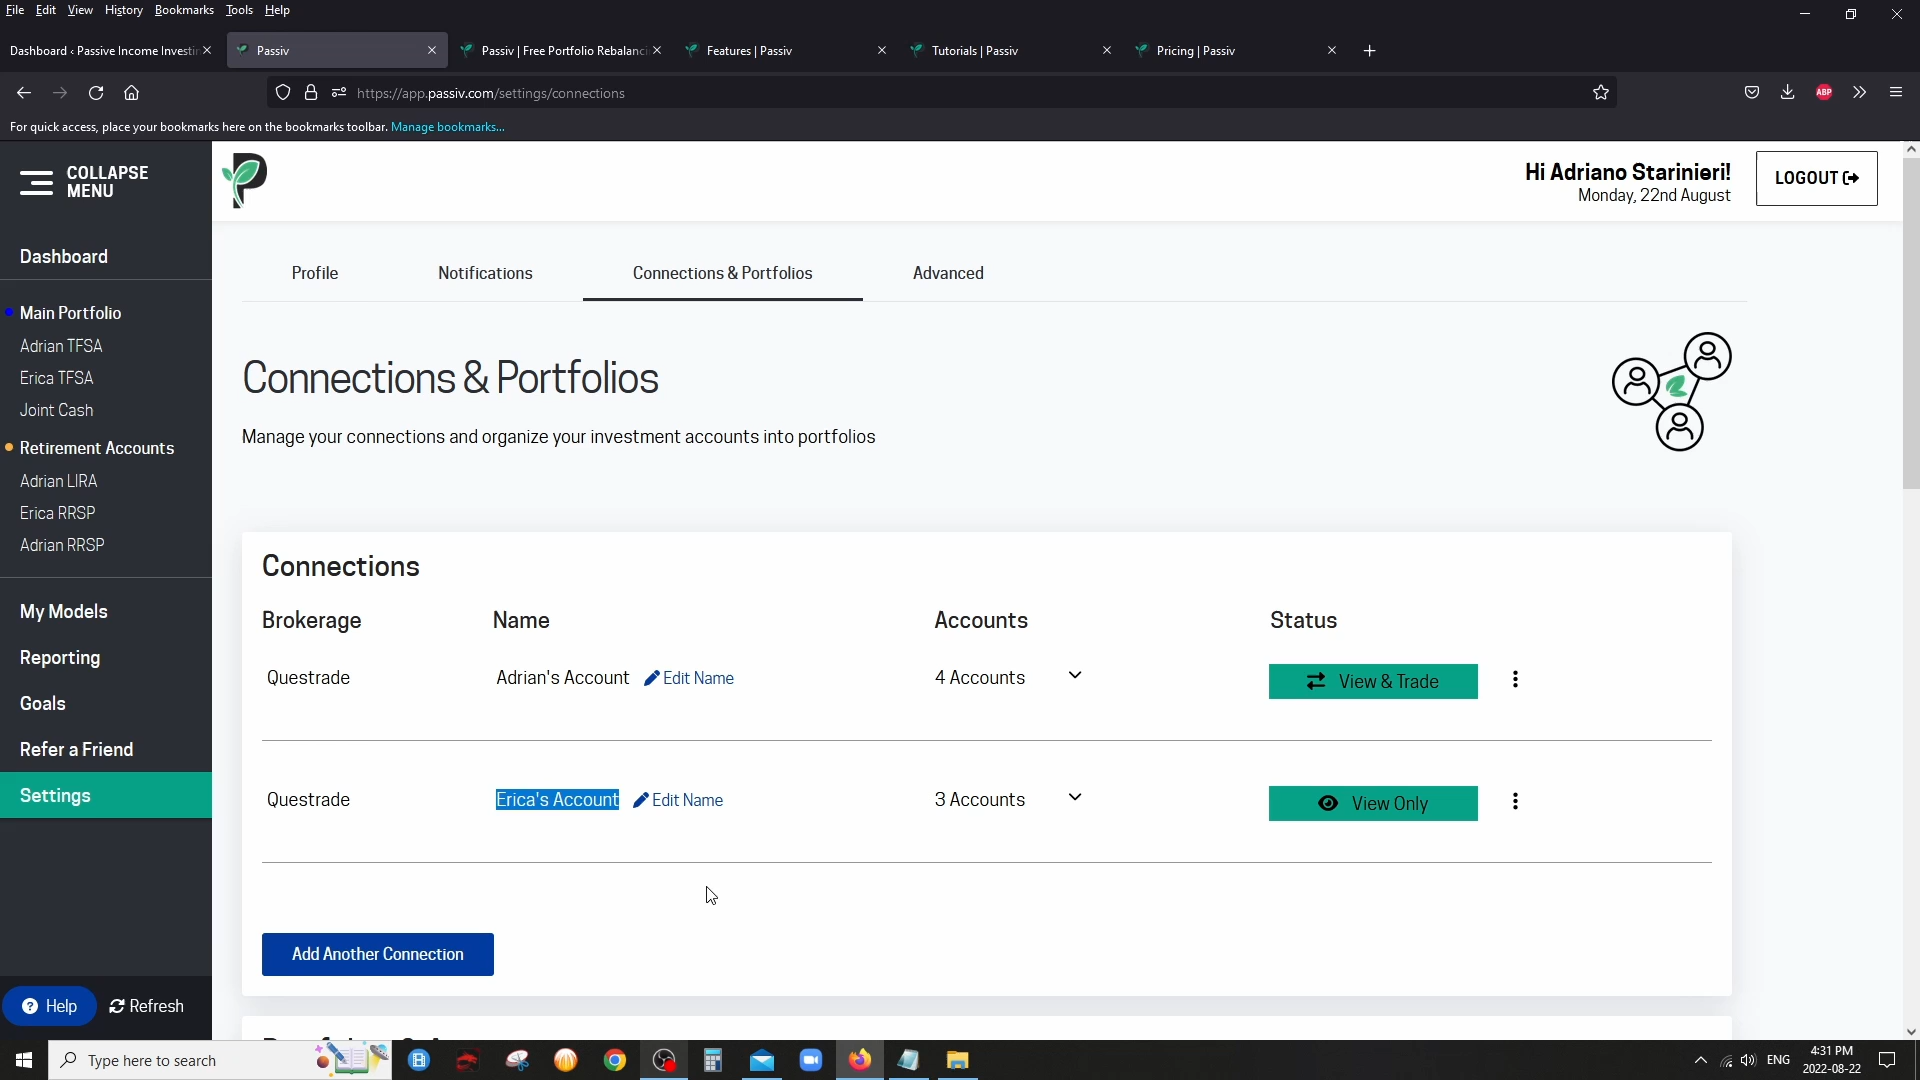 File Edit View History Bookmarks Tools Help
Dashboard ‹ Passive Income Investin
Passiv
Passiv | Free Portfolio Rebalanci
Features | Passiv
Tutorials | Passiv
Pricing | Passiv
https://app.passiv.com/settings/connections
ABP
For quick access, place your bookmarks here on the bookmarks toolbar. Manage bookmarks...
COLLAPSE
MENU
Hi Adriano Starinieri!
Monday, 22nd August
LOGOUT
Dashboard
Main Portfolio
Adrian TFSA
Erica TFSA
Joint Cash
Retirement Accounts
Adrian LIRA
Erica RRSP
Adrian RRSP
My Models
Reporting
Goals
Refer a Friend
Settings
Help
Refresh
Profile
Notifications
Connections & Portfolios
Advanced
Connections & Portfolios
Manage your connections and organize your investment accounts into portfolios
Connections
Brokerage Name Accounts Status
Questrade Adrian's Account Edit Name 4 Accounts View & Trade
Questrade Erica's Account Edit Name 3 Accounts View Only
Add Another Connection
Type here to search
ENG
4:31 PM
2022-08-22